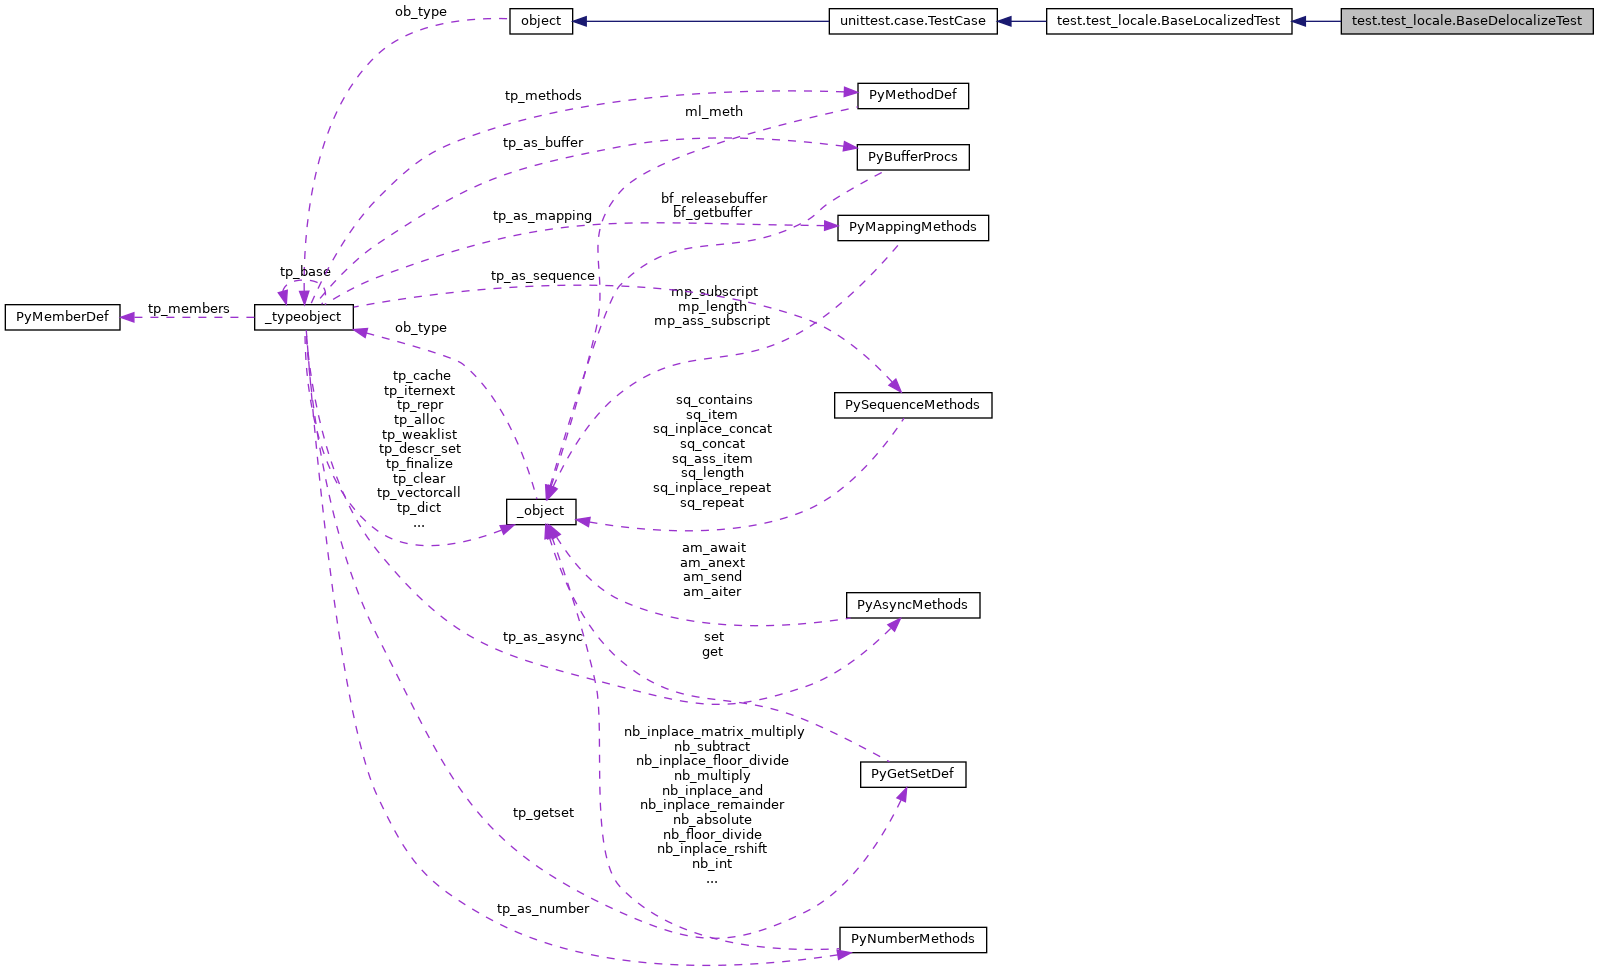 ob_type
object
unittest.case.TestCase
test.test_locale.BaseLocalizedTest
test.test_locale.BaseDelocalizeTest
tp_methods
PyMethodDef
ml_meth
tp_as_buffer
PyBufferProcs
bf_releasebuffer
bf_getbuffer
tp_as_mapping
PyMappingMethods
tp_base
tp_as_sequence
mp_subscript
mp_length
mp_ass_subscript
PyMemberDef
tp_members
_typeobject
ob_type
tp_cache
tp_iternext
tp_repr
tp_alloc
tp_weaklist
tp_descr_set
tp_finalize
tp_clear
tp_vectorcall
tp_dict
...
sq_contains
sq_item
sq_inplace_concat
sq_concat
sq_ass_item
sq_length
sq_inplace_repeat
sq_repeat
PySequenceMethods
_object
am_await
am_anext
am_send
am_aiter
PyAsyncMethods
tp_as_async
set
get
nb_inplace_matrix_multiply
nb_subtract
nb_inplace_floor_divide
nb_multiply
nb_inplace_and
nb_inplace_remainder
nb_absolute
nb_floor_divide
nb_inplace_rshift
nb_int
...
PyGetSetDef
tp_getset
tp_as_number
PyNumberMethods